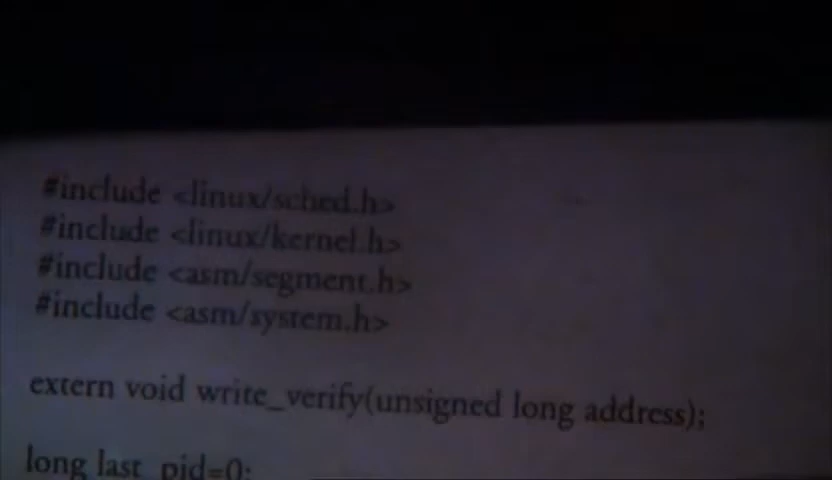 #include <linux/sched.h>
#include <linux/kernel.h>
#include <asm/segment.h>
#include <asm/system.h>
extern void write_verify(unsigned long address);
long last_pid=0;